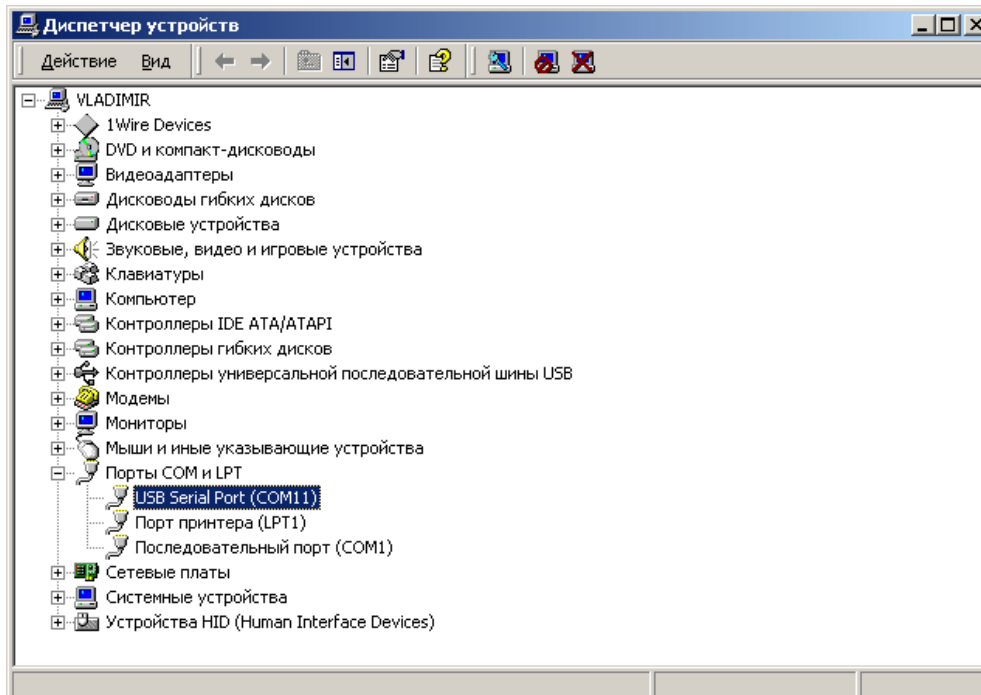 Диспетчер устройств
Действие Вид
VLADIMIR
1Wire Devices
DVD и компакт-дисководы
Видеоадаптеры
Дисководы гибких дисков
Дисковые устройства
Звуковые, видео и игровые устройства
Клавиатуры
Компьютер
Контроллеры IDE ATA/ATAPI
Контроллеры гибких дисков
Контроллеры универсальной последовательной шины USB
Модемы
Мониторы
Мыши и иные указывающие устройства
Порты COM и LPT
USB Serial Port (COM11)
Порт принтера (LPT1)
Последовательный порт (COM1)
Сетевые платы
Системные устройства
Устройства HID (Human Interface Devices)